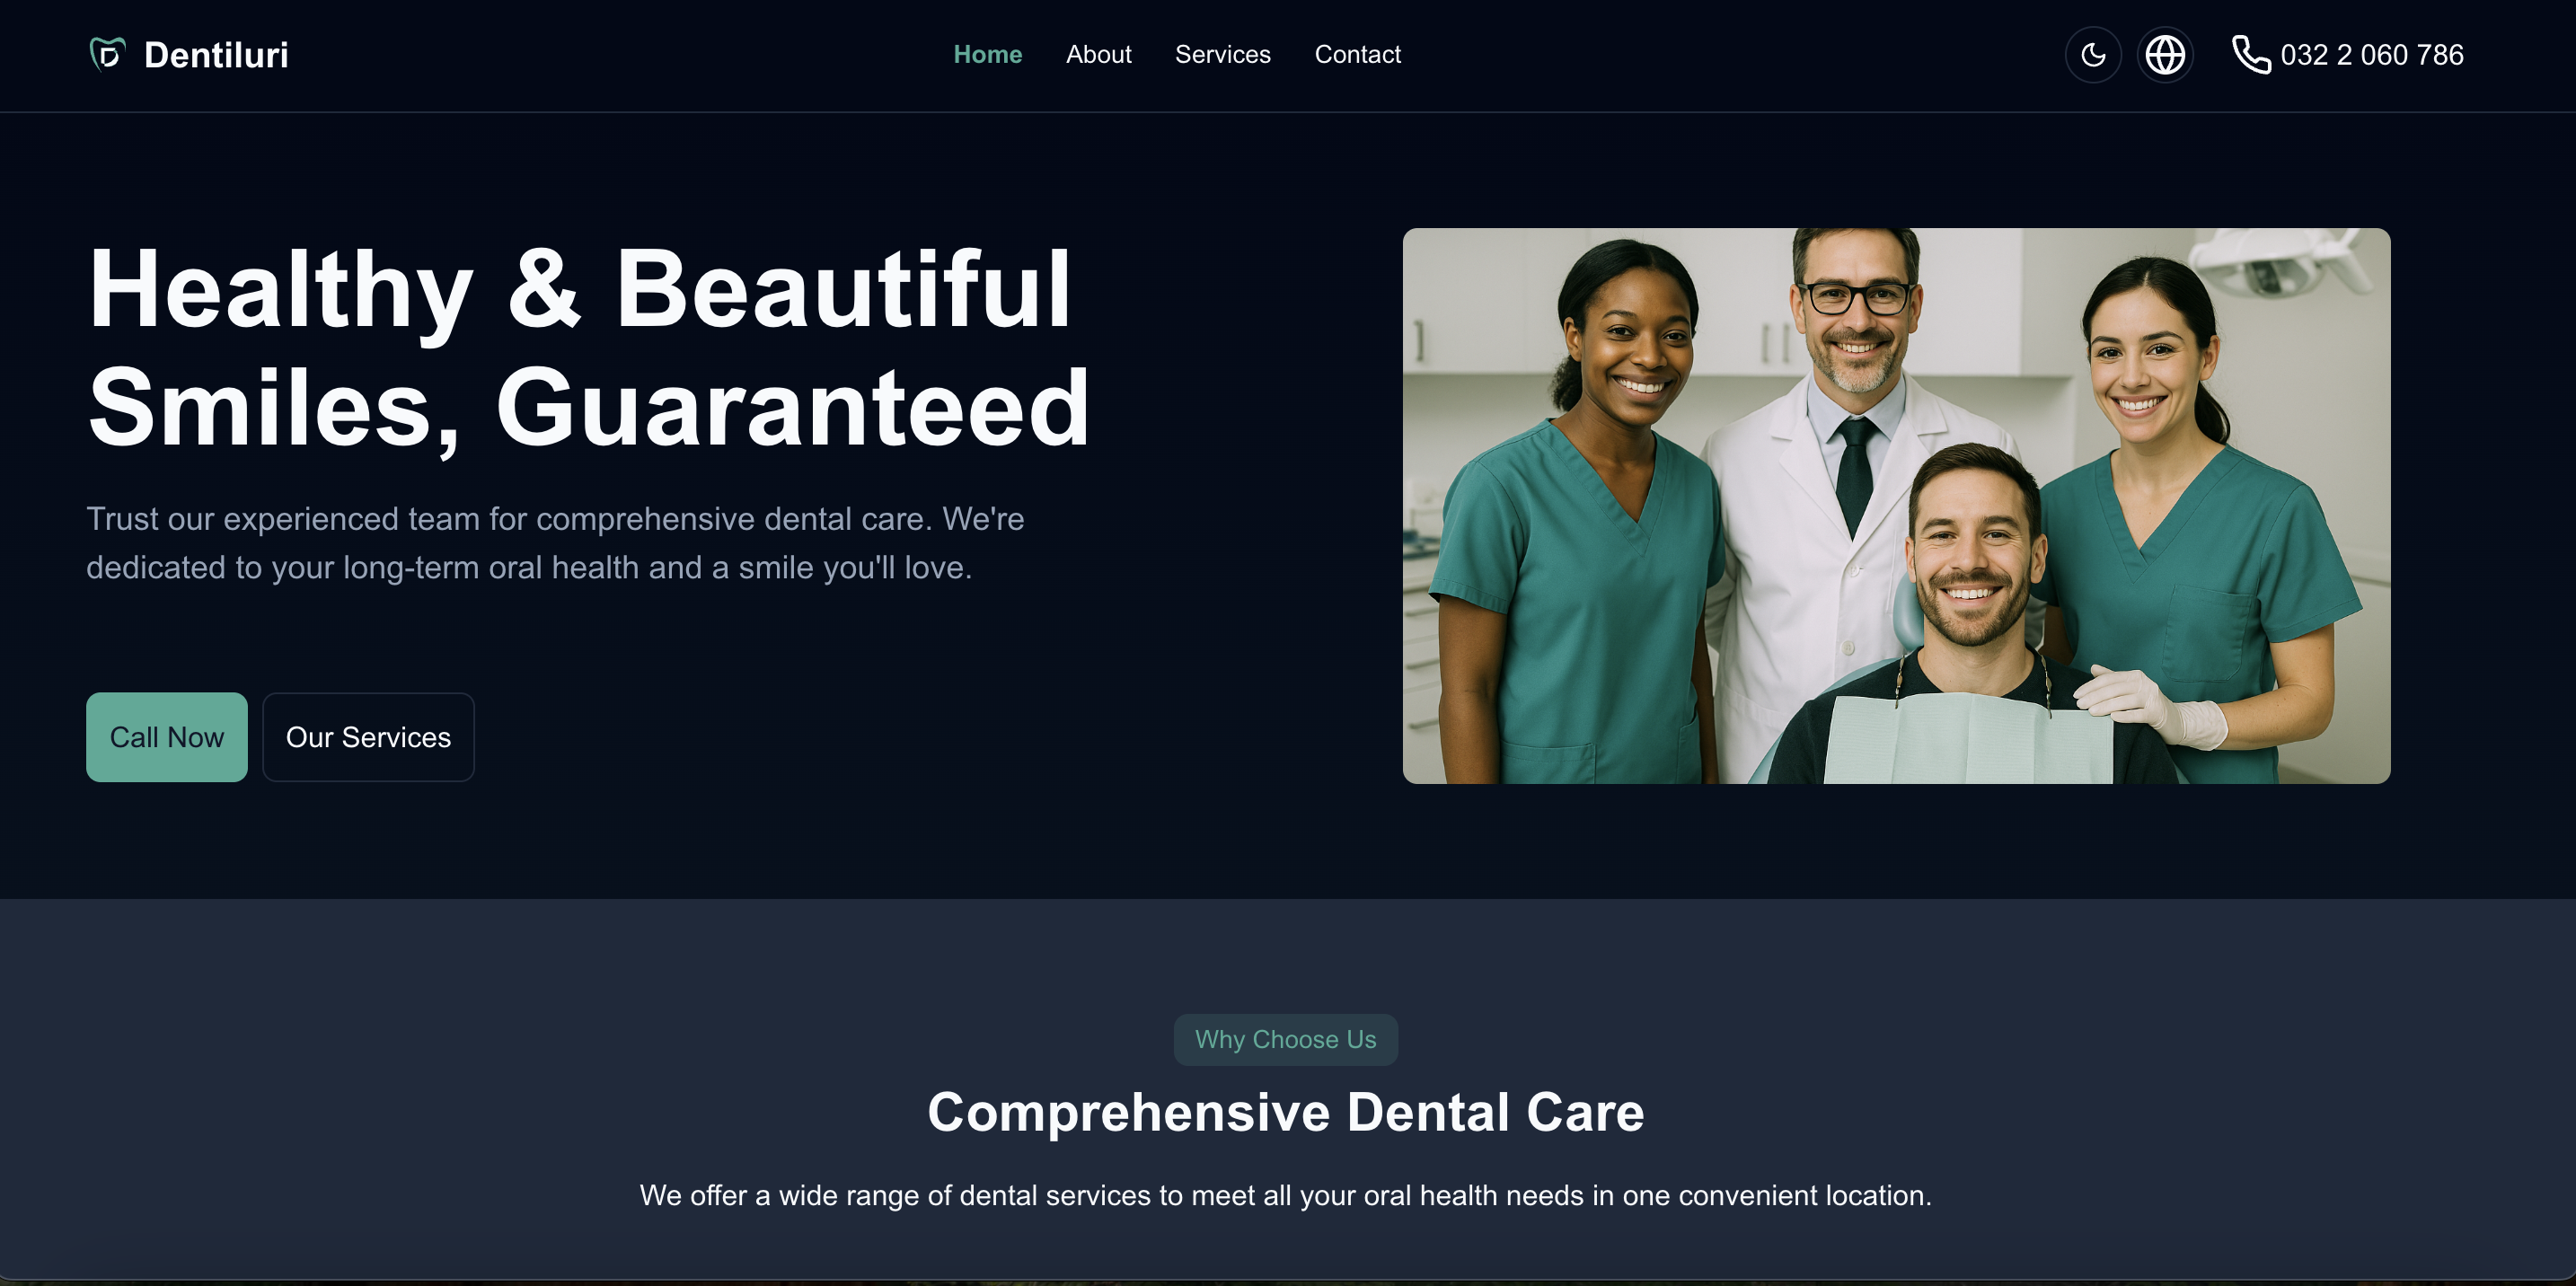 Dentiluri
Home
About
Services
Contact
032 2 060 786
Healthy & Beautiful
Smiles, Guaranteed
Trust our experienced team for comprehensive dental care. We're
dedicated to your long-term oral health and a smile you'll love.
Call Now
Our Services
Why Choose Us
Comprehensive Dental Care
We offer a wide range of dental services to meet all your oral health needs in one convenient location.